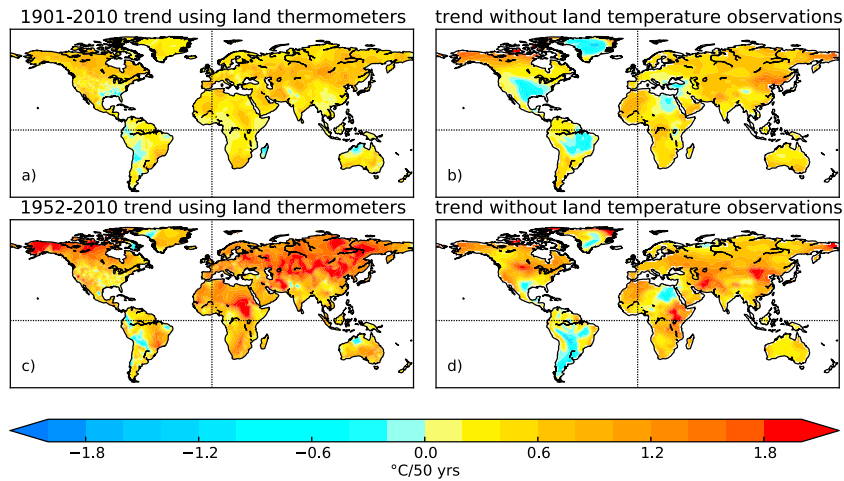 1901-2010 trend using land thermometers
trend without land temperature observations
a)
b)
1952-2010 trend using land thermometers
trend without land temperature observations
c)
d)
−1.8 −1.2 −0.6 0.0 0.6 1.2 1.8
°C/50 yrs